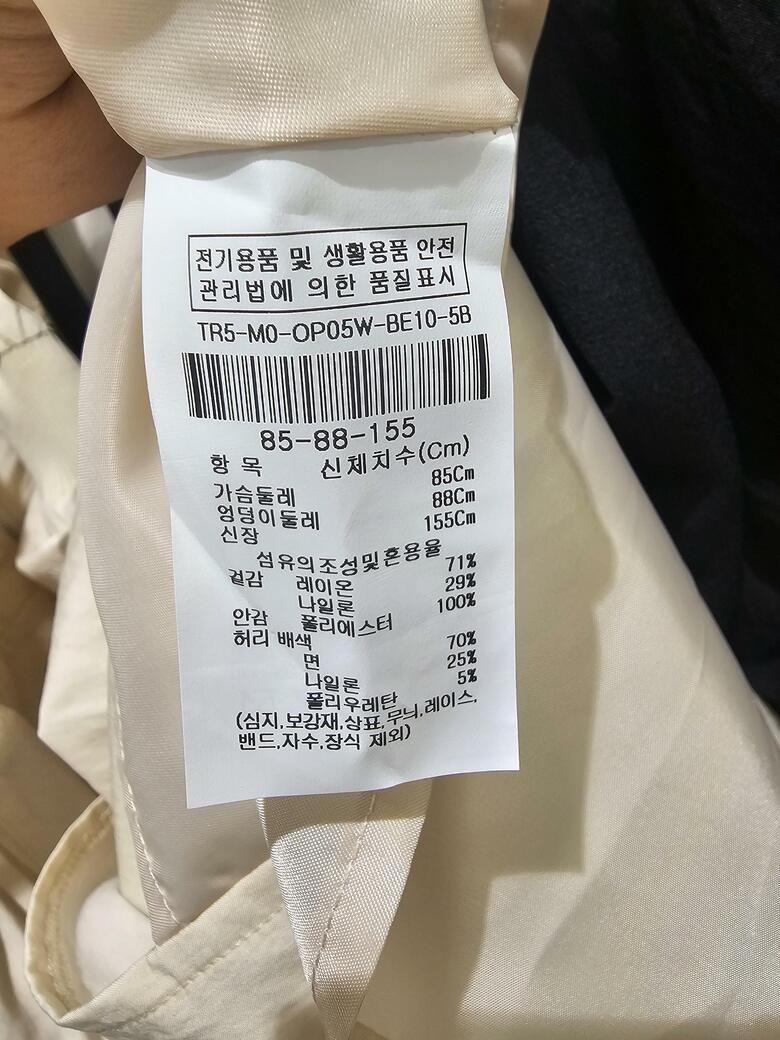 전기용품 및 생활용품 안전
관리법에 의한 품질표시
TR5-M0-OP05W-BE10-5B
85-88-155
항 목 신체치수(Cm)
가슴둘레 85Cm
엉덩이둘레 88Cm
신장 155Cm
섬유의조성및혼용율
겉감 레이온 71%
나일론 29%
안감 폴리에스터 100%
허리 배색
면 70%
나일론 25%
폴리우레탄 5%
(심지,보강재,상표,무늬,레이스,
밴드,자수,장식 제외)